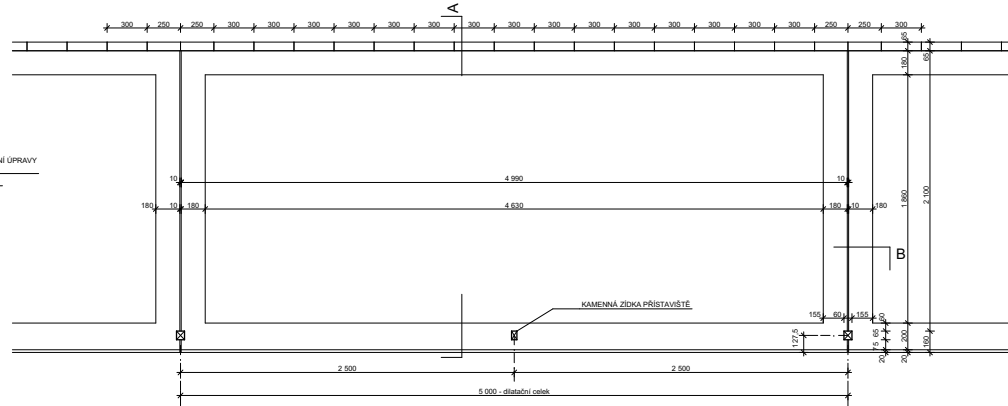 A
300 250 250 300 300 300 300 300 300 300 300 300 300 300 300 300 300 300 250 250 300
65
65
180
NÍ ÚPRAVY
10 4 990 10
180 10 180 4 630 180 10 180
1 860
2 100
B
KAMENNÁ ZÍDKA PŘÍSTAVIŠTĚ
155 60 155
60
127,5
65
200
160
75
20
20
2 500 2 500
5 000 - dilatační celek